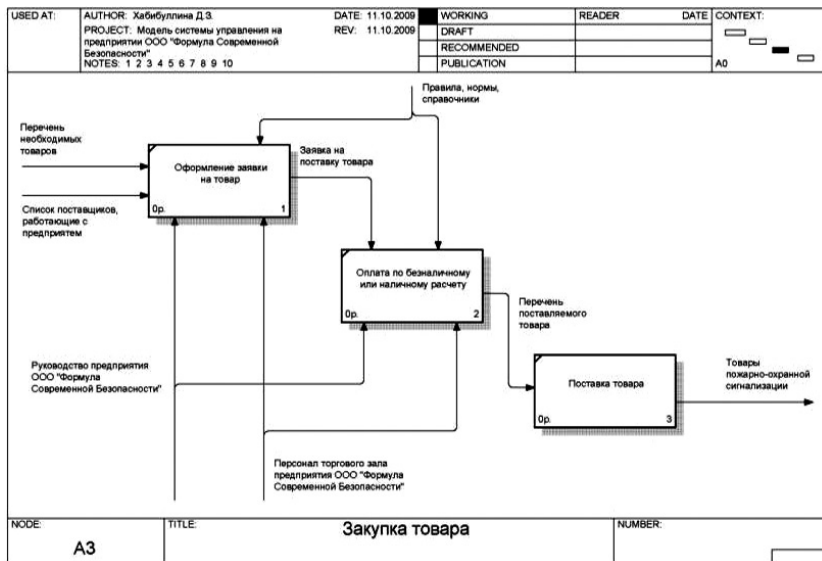 USED AT:
AUTHOR: Хабибуллина Д.З.
DATE: 11.10.2009
WORKING
READER
DATE
CONTEXT:
PROJECT: Модель системы управления на
REV: 11.10.2009
DRAFT
предприятии ООО "Формула Современной
Безопасности"
RECOMMENDED
NOTES: 1 2 3 4 5 6 7 8 9 10
PUBLICATION
A0
Правила, нормы,
справочники
Перечень
необходимых
товаров
Заявка на
поставку товара
Оформление заявки
на товар
0р.
1
Список поставщиков,
работающие с
предприятем
Оплата по безналичному
или наличному расчету
0р.
2
Перечень
поставляемого
товара
Руководство предприятия
ООО "Формула
Современной Безопасности"
Товары
пожарно-охранной
сигнализации
Поставка товара
0р.
3
Персонал торгового зала
предприятия ООО "Формула
Современной Безопасности"
NODE:
A3
TITLE:
Закупка товара
NUMBER: